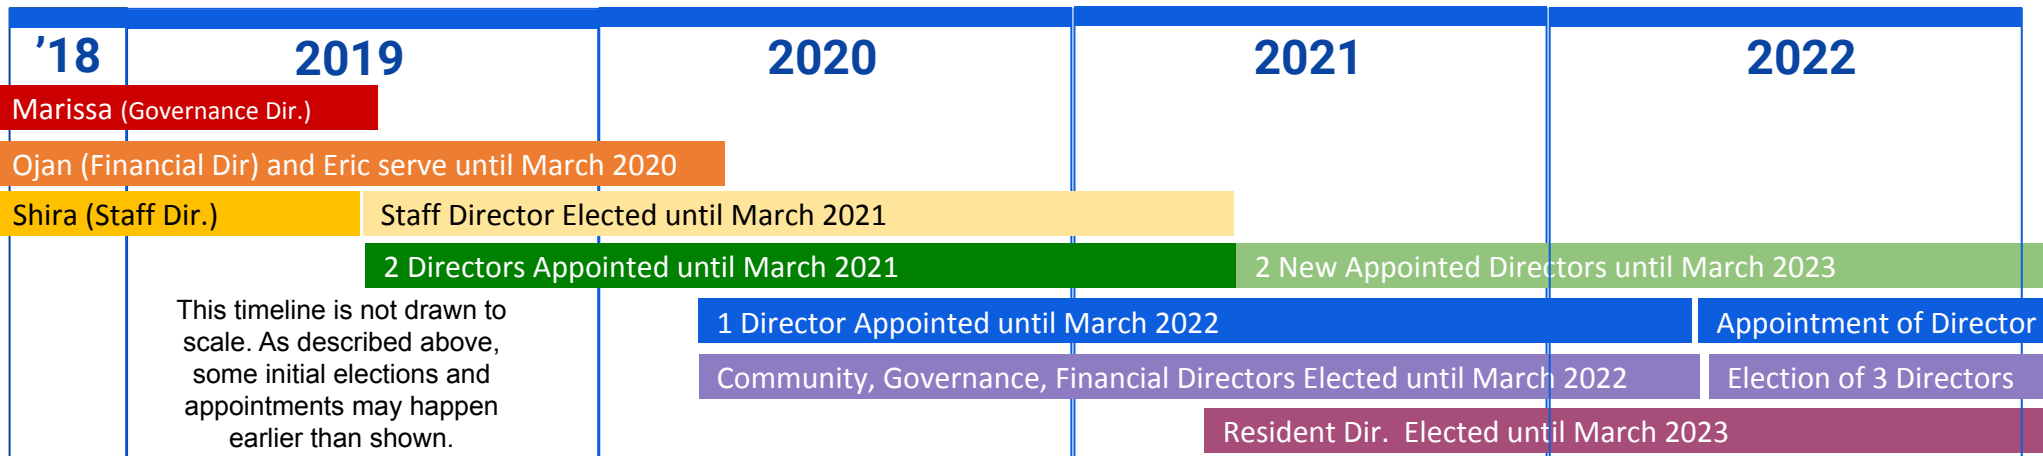 ’18 2019 2020 2021 2022
Marissa (Governance Dir.)
Ojan (Financial Dir) and Eric serve until March 2020
Shira (Staff Dir.) Staff Director Elected until March 2021
2 Directors Appointed until March 2021 2 New Appointed Directors until March 2023
This timeline is not drawn to
scale. As described above,
some initial elections and
appointments may happen
earlier than shown.
1 Director Appointed until March 2022 Appointment of Director
Community, Governance, Financial Directors Elected until March 2022 Election of 3 Directors
Resident Dir. Elected until March 2023